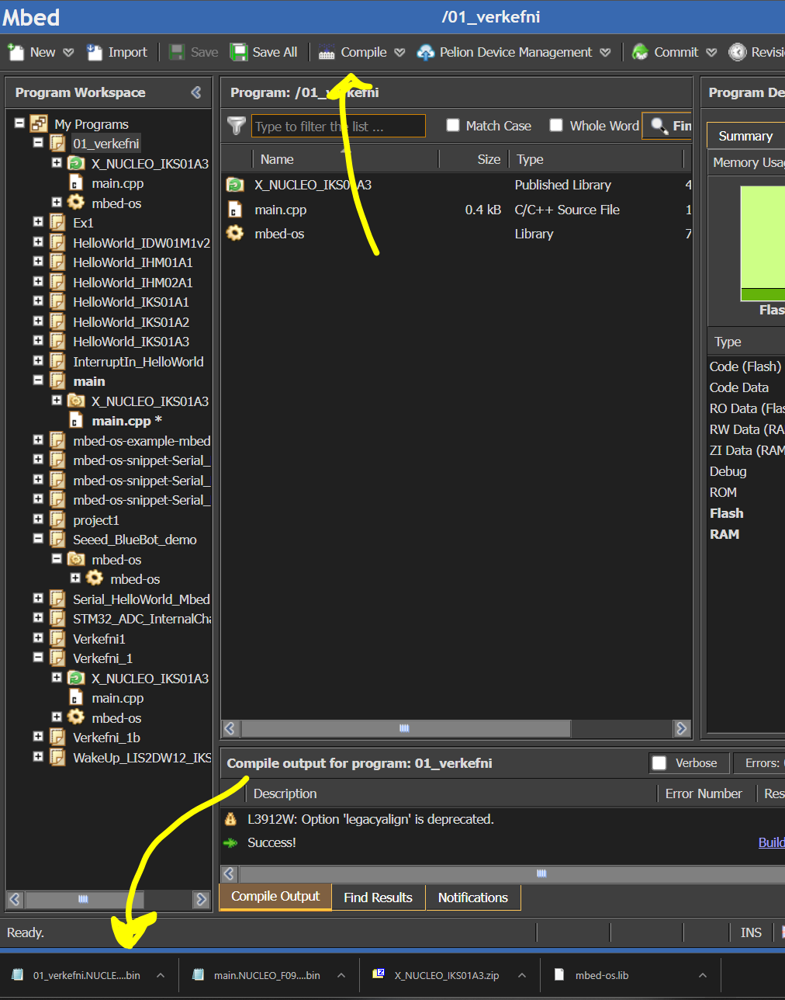 Mbed
/01_verkefni
New Import Save Save All Compile Pelion Device Management Commit Revisi
Program Workspace
My Programs
01_verkefni
X_NUCLEO_IKS01A3
main.cpp
mbed-os
Ex1
HelloWorld_IDW01M1v2
HelloWorld_IHM01A1
HelloWorld_IHM02A1
HelloWorld_IKS01A1
HelloWorld_IKS01A2
HelloWorld_IKS01A3
InterruptIn_HelloWorld
main
X_NUCLEO_IKS01A3
main.cpp *
mbed-os-example-mbed
mbed-os-snippet-Serial_
mbed-os-snippet-Serial_
mbed-os-snippet-Serial_
project1
Seeed_BlueBot_demo
mbed-os
mbed-os
Serial_HelloWorld_Mbed
STM32_ADC_InternalCha
Verkefni1
Verkefni_1
X_NUCLEO_IKS01A3
main.cpp
mbed-os
Verkefni_1b
WakeUp_LIS2DW12_IKS
Program: /01_verkefni
Type to filter the list ... Match Case Whole Word Fin
Name Size Type
X_NUCLEO_IKS01A3 Published Library 4
main.cpp 0.4 kB C/C++ Source File 1
mbed-os Library 7
Program De
Summary
Memory Usa
Flas
Type
Code (Flash)
Code Data
RO Data (Flas
RW Data (RA
ZI Data (RAM
Debug
ROM
Flash
RAM
Compile output for program: 01_verkefni Verbose Errors:
Description Error Number Res
L3912W: Option 'legacyalign' is deprecated.
Success! Build
Compile Output Find Results Notifications
Ready. INS
01_verkefni.NUCLE....bin main.NUCLEO_F09....bin X_NUCLEO_IKS01A3.zip mbed-os.lib